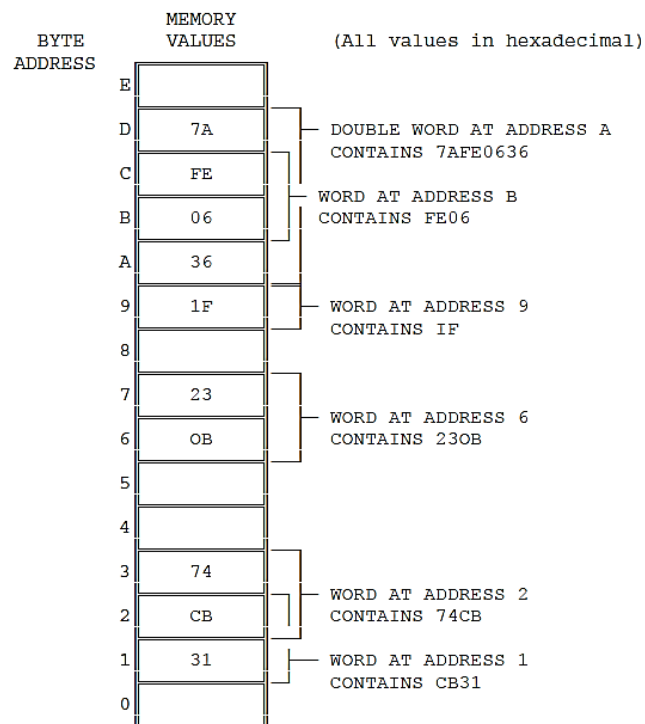 MEMORY
BYTE VALUES (All values in hexadecimal)
ADDRESS
E
D 7A DOUBLE WORD AT ADDRESS A
CONTAINS 7AFE0636
C FE
WORD AT ADDRESS B
B 06 CONTAINS FE06
A 36
9 1F WORD AT ADDRESS 9
CONTAINS IF
8
7 23
WORD AT ADDRESS 6
6 OB CONTAINS 23OB
5
4
3 74
WORD AT ADDRESS 2
2 CB CONTAINS 74CB
1 31 WORD AT ADDRESS 1
CONTAINS CB31
0